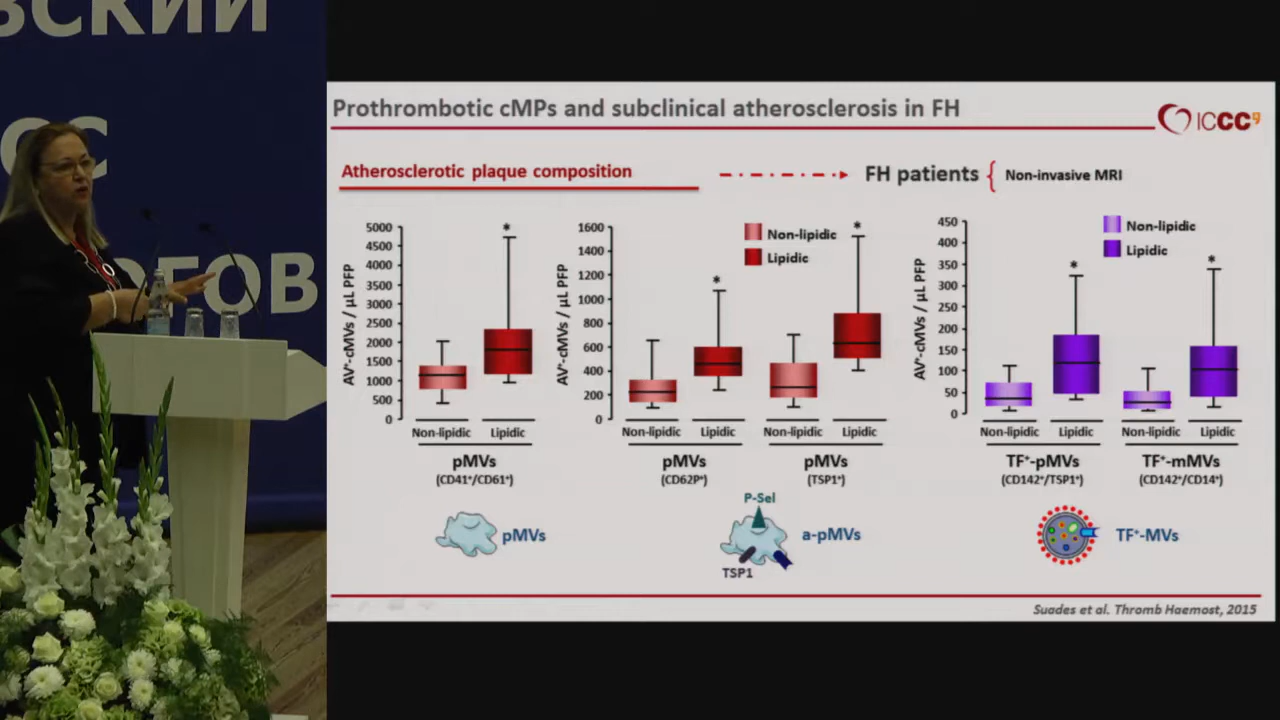 ВСКИЙ
СС
ОГОВ
Prothrombotic cMPs and subclinical atherosclerosis in FH
ICCC
Atherosclerotic plaque composition
FH patients
Non-invasive MRI
AV⁺-cMVs / µL PFP
5000
4500
4000
3500
3000
2500
2000
1500
1000
500
0
*
Non-lipidic
Lipidic
pMVs
(CD41⁺/CD61⁺)
AV⁺-cMVs / µL PFP
1600
1400
1200
1000
800
600
400
200
0
Non-lipidic
Lipidic
*
*
Non-lipidic
Lipidic
Non-lipidic
Lipidic
pMVs
(CD62P⁺)
pMVs
(TSP1⁺)
AV⁺-cMVs / µL PFP
450
400
350
300
250
200
150
100
50
0
Non-lipidic
Lipidic
*
*
Non-lipidic
Lipidic
Non-lipidic
Lipidic
TF⁺-pMVs
(CD142⁺/TSP1⁺)
TF⁺-mMVs
(CD142⁺/CD14⁺)
pMVs
P-Sel
TSP1
a-pMVs
TF⁺-MVs
Suades et al. Thromb Haemost, 2015